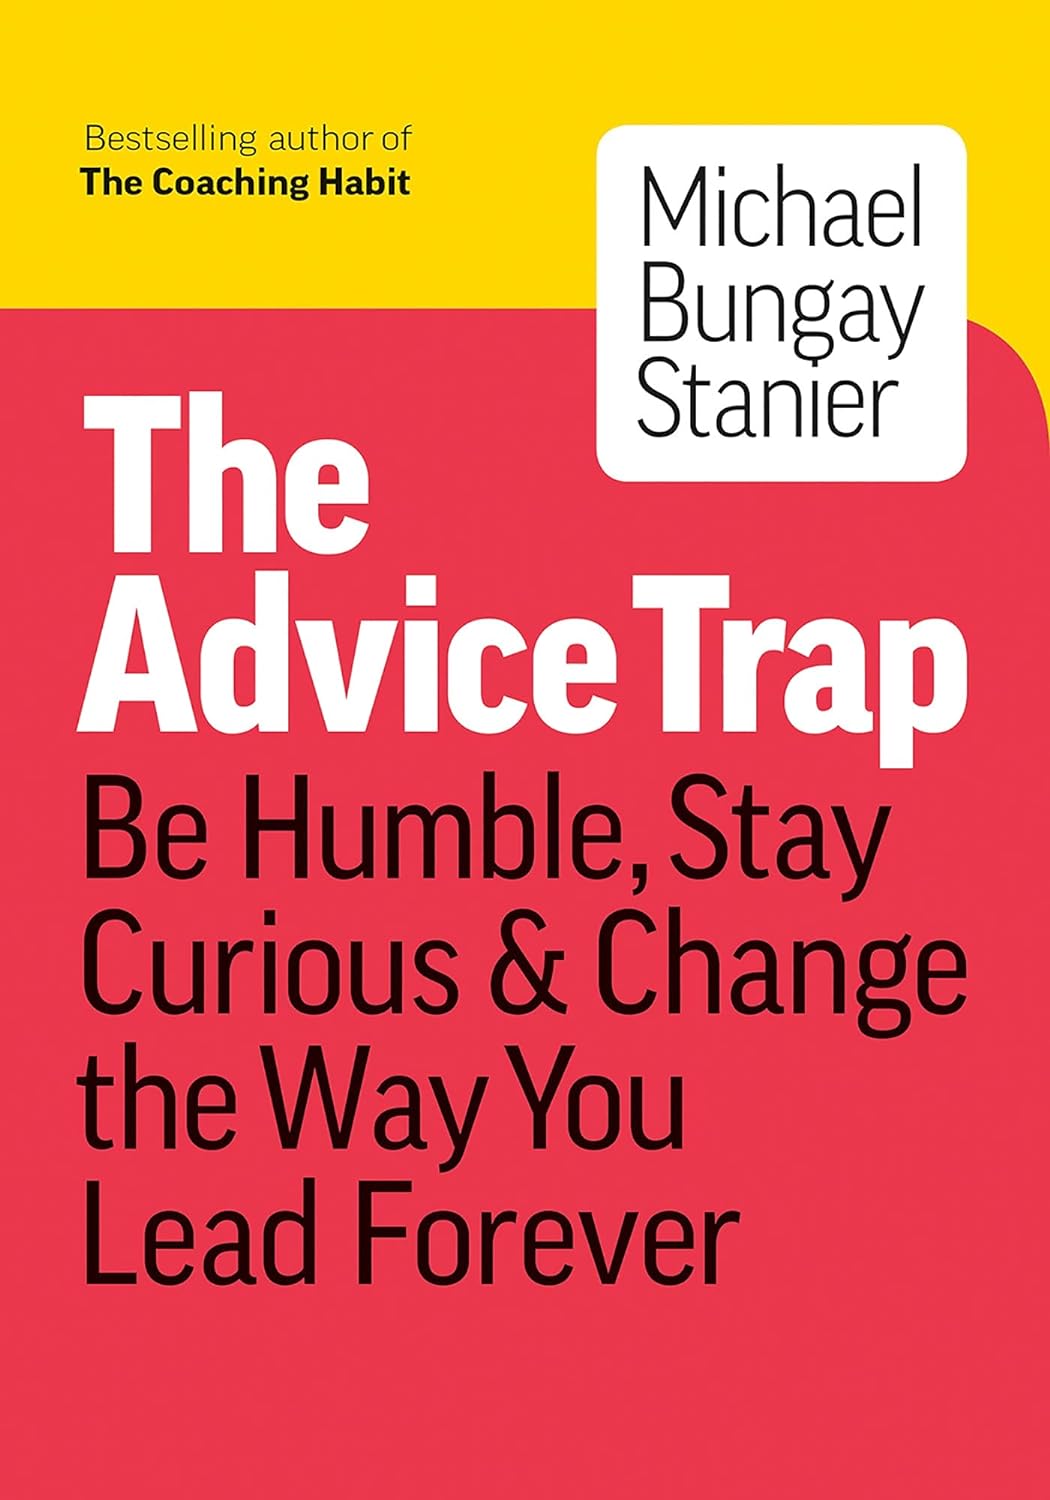 Bestselling author of
The Coaching Habit
Michael
Bungay
Stanier
The
Advice Trap
Be Humble, Stay
Curious & Change
the Way You
Lead Forever